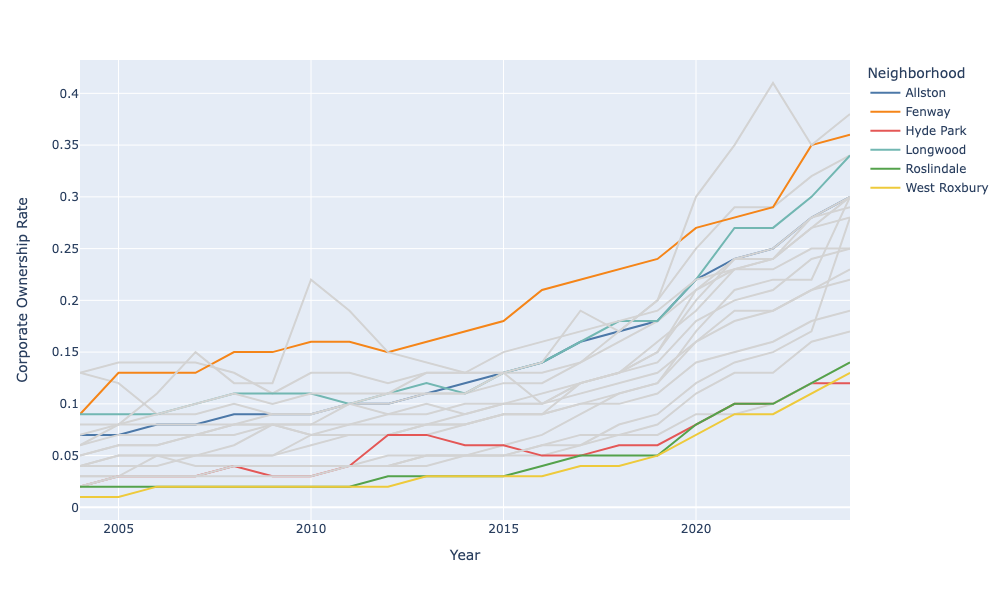 Neighborhood
Allston
Fenway
Hyde Park
Longwood
Roslindale
West Roxbury
0.4
0.35
0.3
0.25
0.2
0.15
0.1
0.05
0
Corporate Ownership Rate
2005 2010 2015 2020
Year